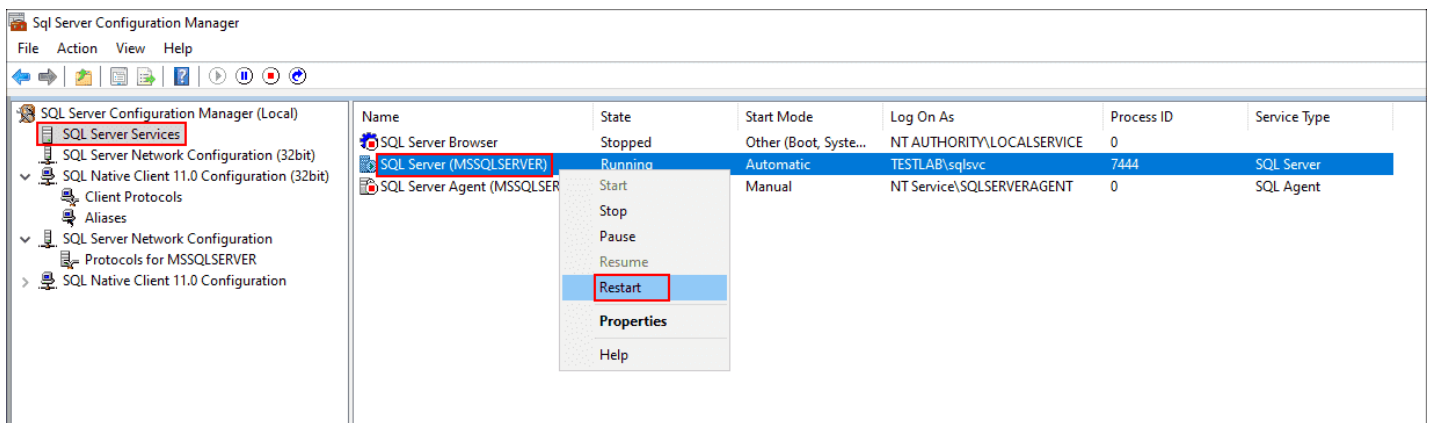 Sql Server Configuration Manager
File Action View Help
SQL Server Configuration Manager (Local)
SQL Server Services
SQL Server Network Configuration (32bit)
SQL Native Client 11.0 Configuration (32bit)
Client Protocols
Aliases
SQL Server Network Configuration
Protocols for MSSQLSERVER
SQL Native Client 11.0 Configuration
Name State Start Mode Log On As Process ID Service Type
SQL Server Browser Stopped Other (Boot, Syste... NT AUTHORITY\LOCALSERVICE 0
SQL Server (MSSQLSERVER) Running Automatic TESTLAB\sqlsvc 7444 SQL Server
SQL Server Agent (MSSQLSER Manual NT Service\SQLSERVERAGENT 0 SQL Agent
Start
Stop
Pause
Resume
Restart
Properties
Help